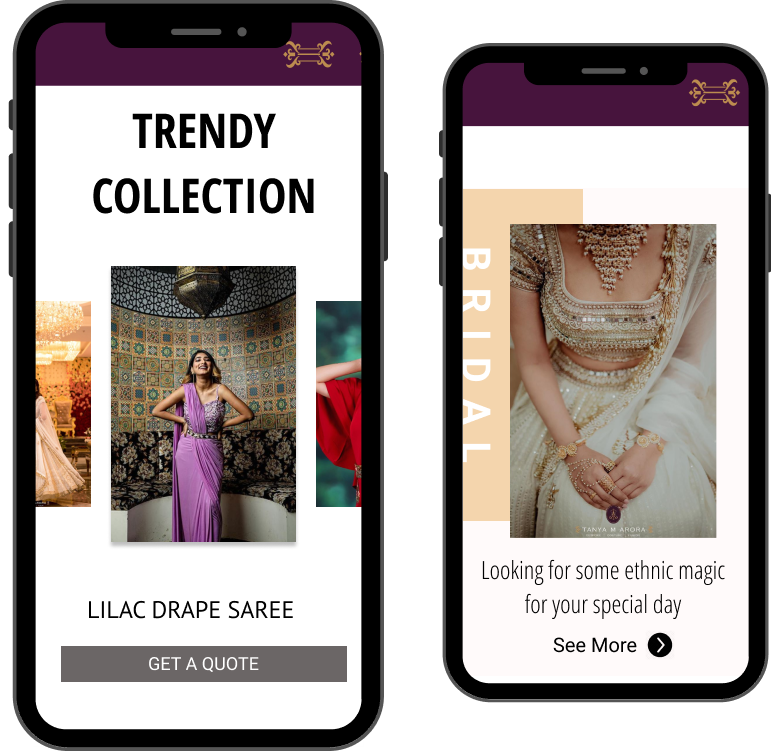 TRENDY
COLLECTION
LILAC DRAPE SAREE
GET A QUOTE
BRIDAL
TANYA M ARORA
Looking for some ethnic magic
for your special day
See More